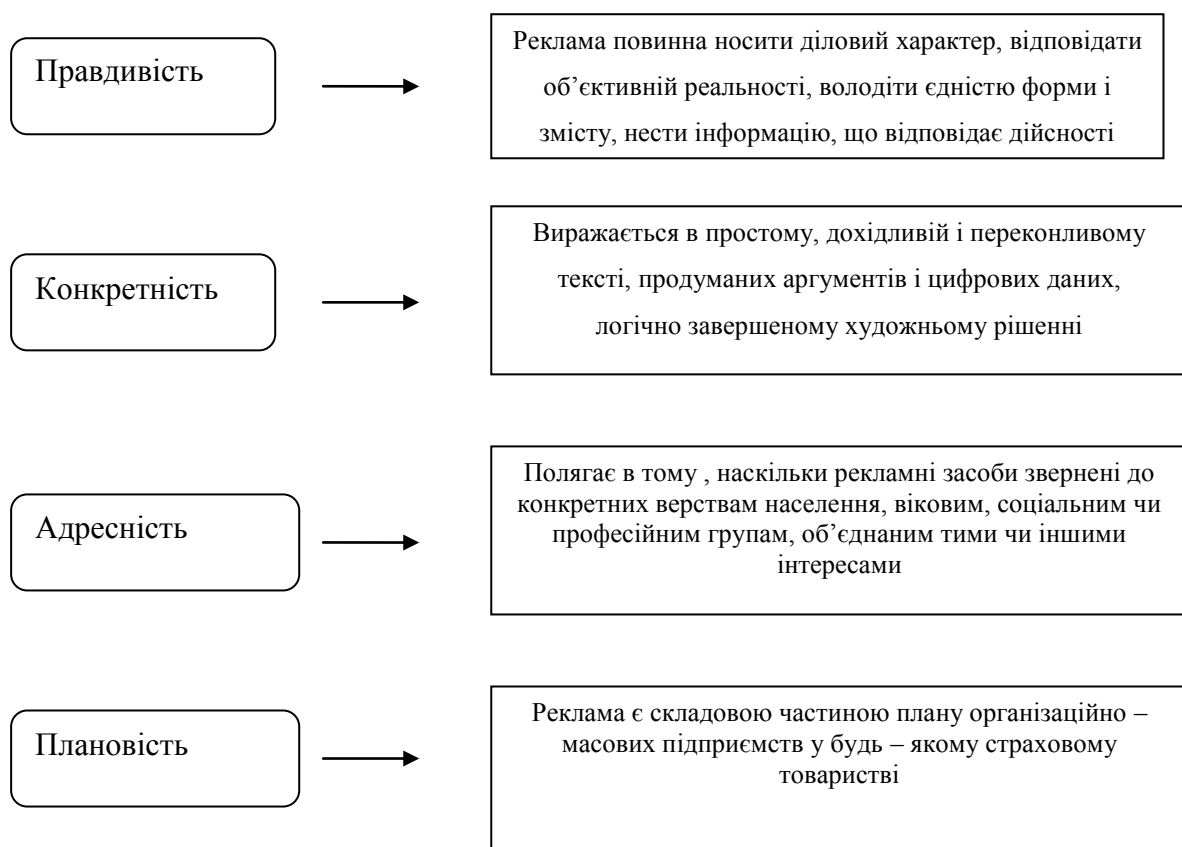 Правдивість
Реклама повинна носити діловий характер, відповідати
об’єктивній реальності, володіти єдністю форми і
змісту, нести інформацію, що відповідає дійсності
Конкретність
Виражається в простому, дохідливій і переконливому
тексті, продуманих аргументів і цифрових даних,
логічно завершеному художньому рішенні
Адресність
Полягає в тому , наскільки рекламні засоби звернені до
конкретних верствам населення, віковим, соціальним чи
професійним групам, об’єднаним тими чи іншими
інтересами
Плановість
Реклама є складовою частиною плану організаційно –
масових підприємств у будь – якому страховому
товаристві